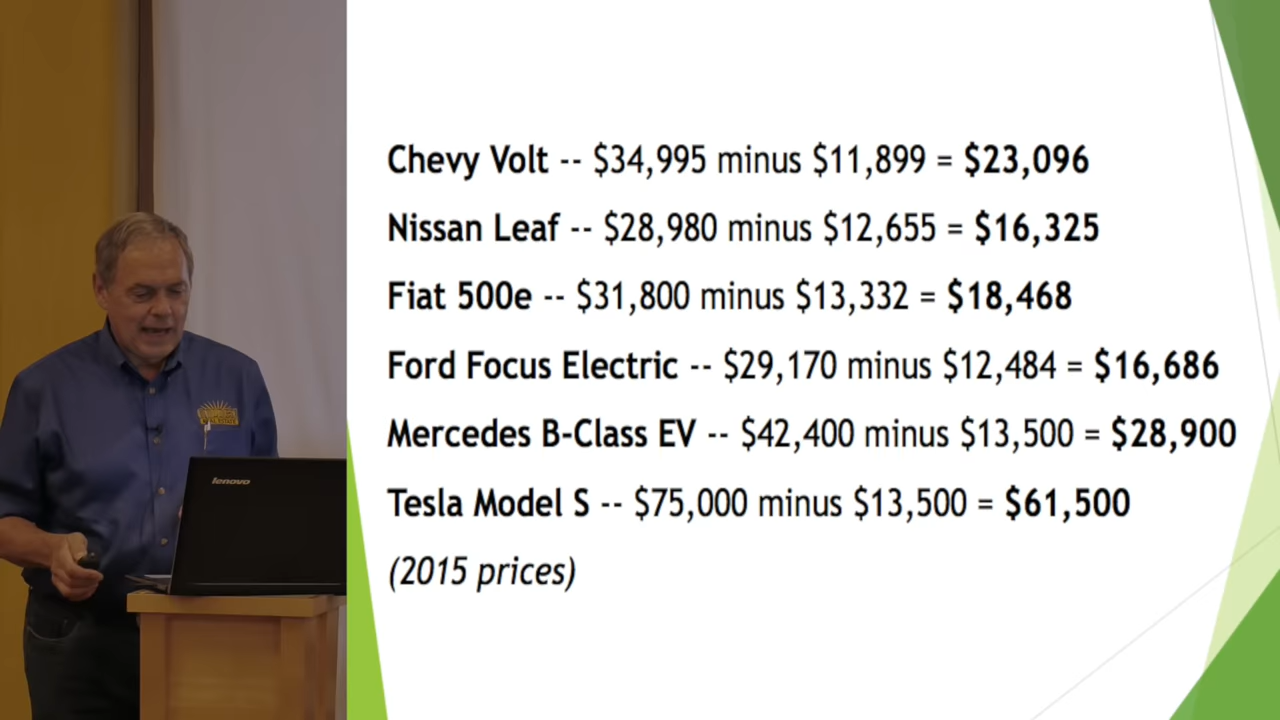 Chevy Volt -- $34,995 minus $11,899 = $23,096
Nissan Leaf -- $28,980 minus $12,655 = $16,325
Fiat 500e -- $31,800 minus $13,332 = $18,468
Ford Focus Electric -- $29,170 minus $12,484 = $16,686
Mercedes B-Class EV -- $42,400 minus $13,500 = $28,900
Tesla Model S -- $75,000 minus $13,500 = $61,500
(2015 prices)
lenovo